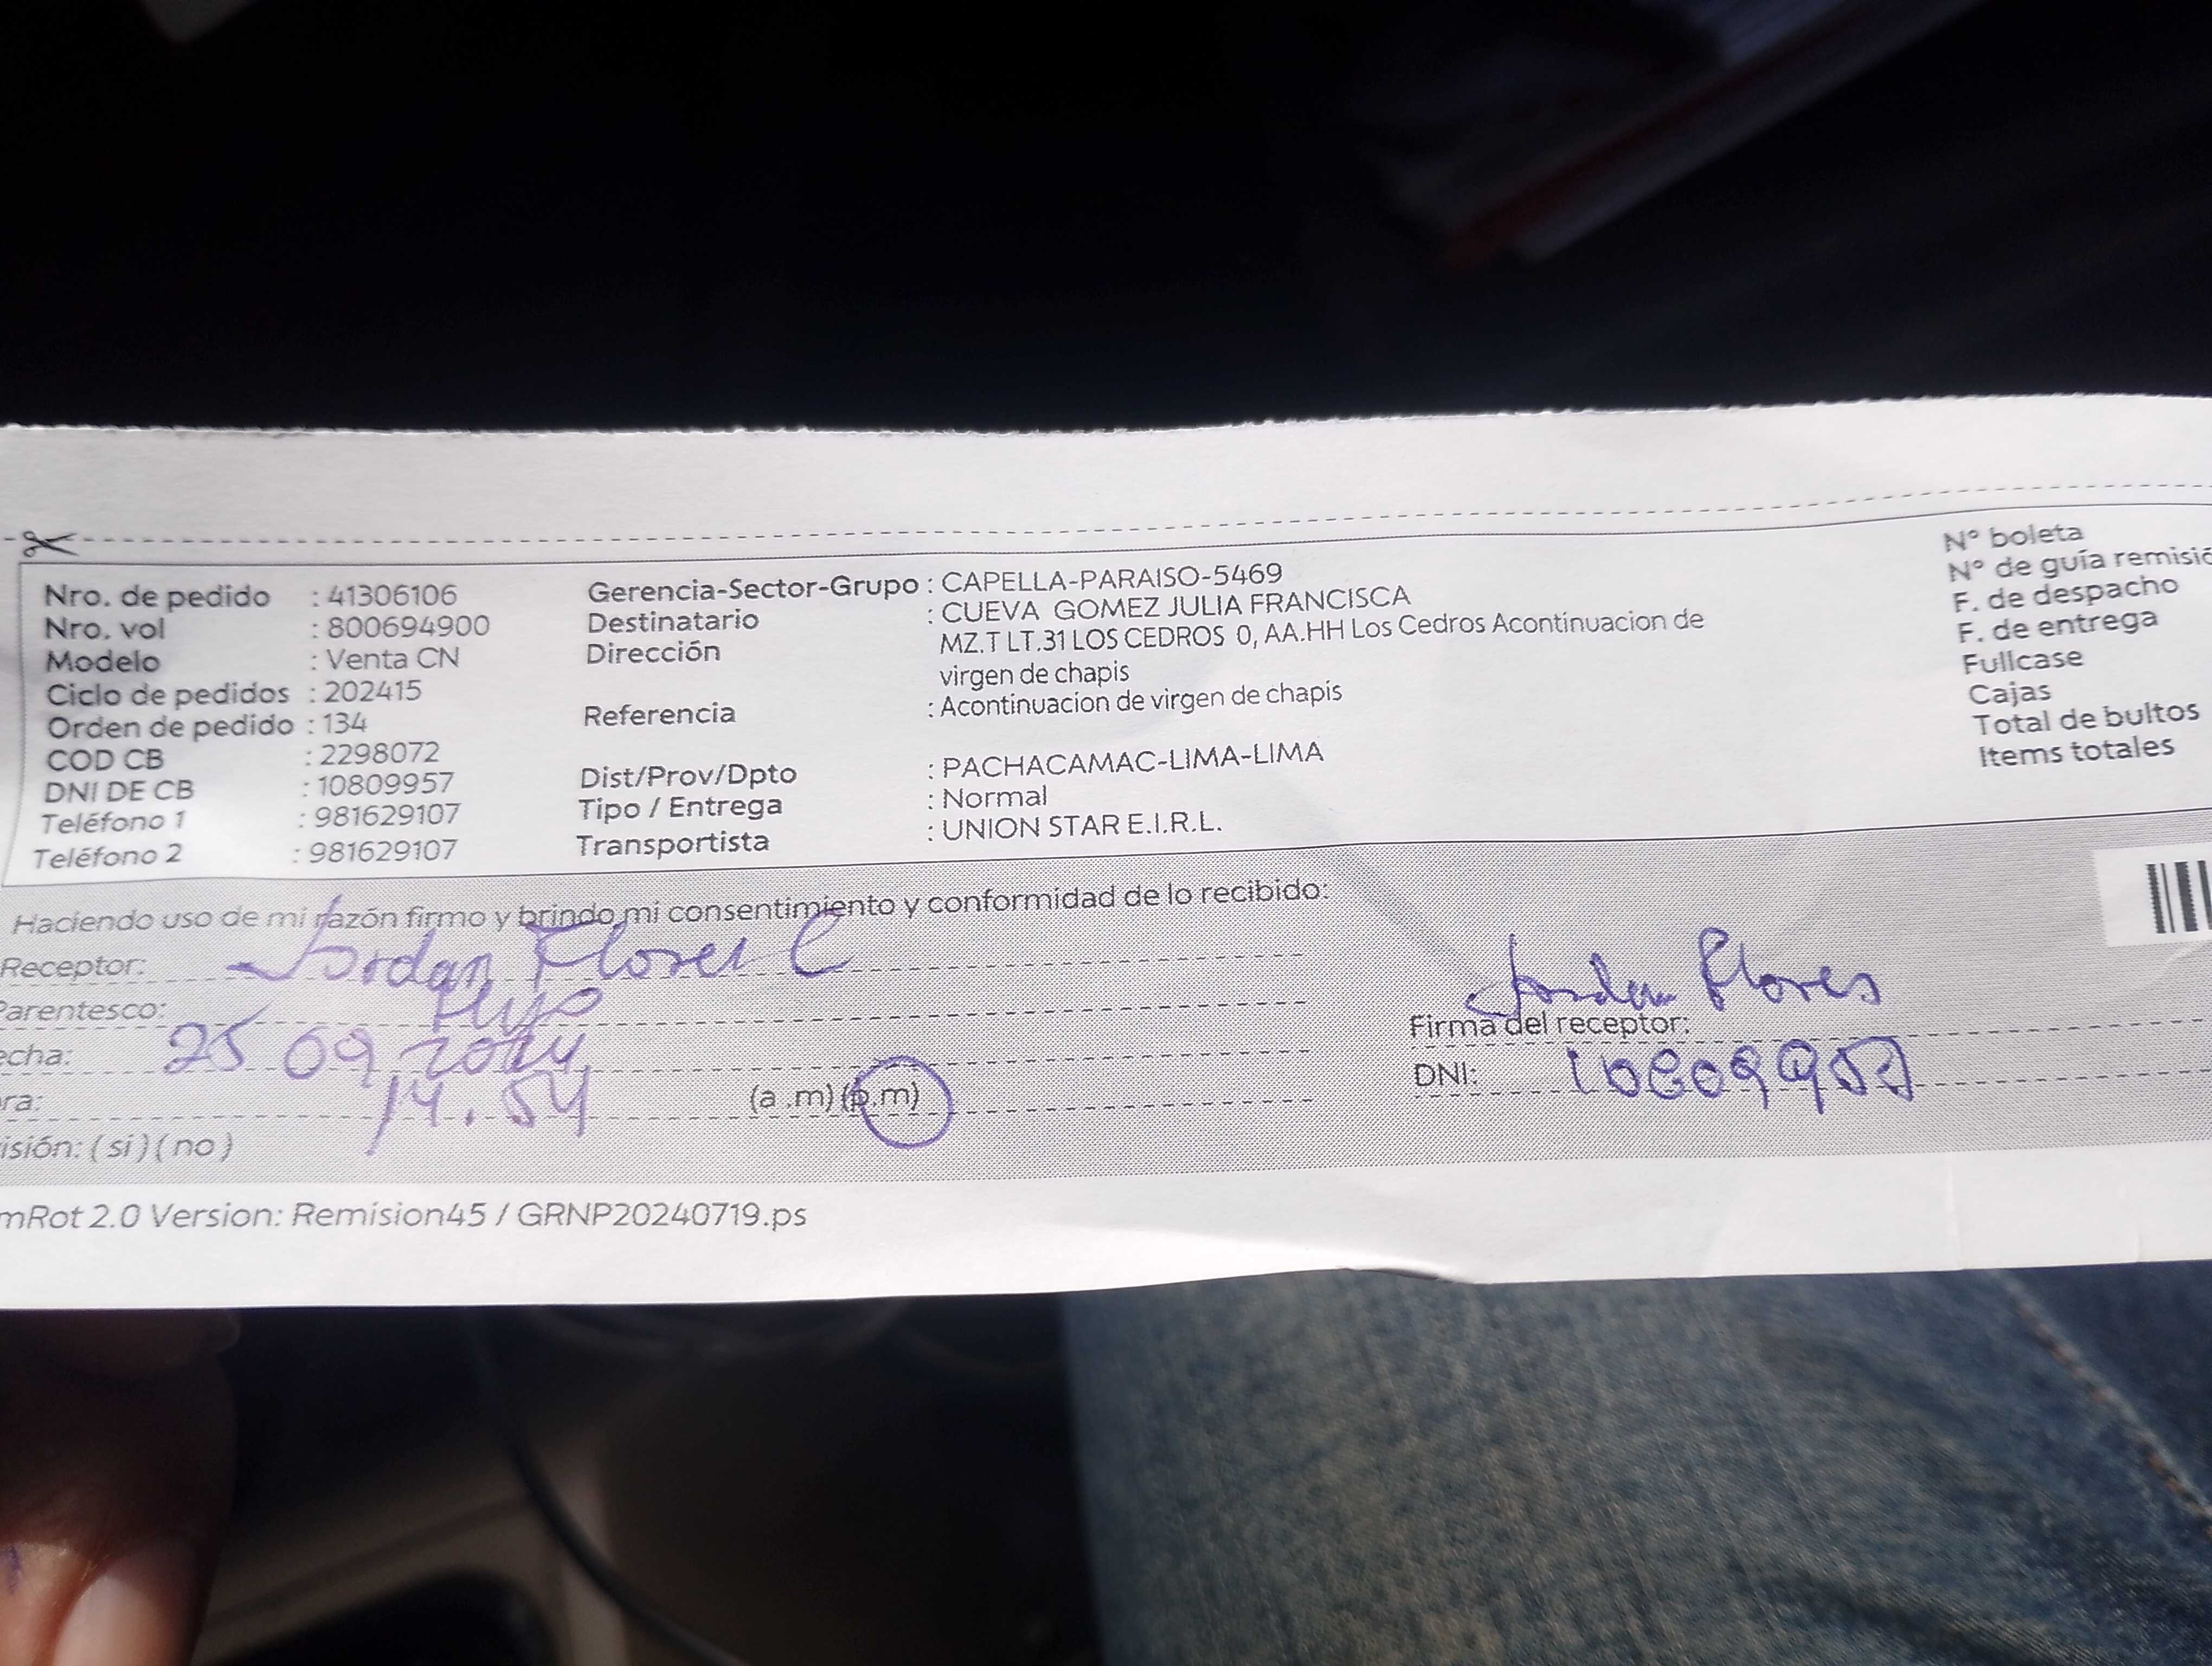 Nro. de pedido : 41306106
Nro. vol : 800694900
Modelo : Venta CN
Ciclo de pedidos : 202415
Orden de pedido : 134
COD CB : 2298072
DNI DE CB : 10809957
Teléfono 1 : 981629107
Teléfono 2 : 981629107
Gerencia-Sector-Grupo : CAPELLA-PARAISO-5469
Destinatario : CUEVA GOMEZ JULIA FRANCISCA
Dirección MZ.T LT.31 LOS CEDROS 0, AA.HH Los Cedros Acontinuacion de
virgen de chapis
Referencia : Acontinuacion de virgen de chapis
Dist/Prov/Dpto : PACHACAMAC-LIMA-LIMA
Tipo / Entrega : Normal
Transportista : UNION STAR E.I.R.L.
N° boleta
N° de guía remisió
F. de despacho
F. de entrega
Fullcase
Cajas
Total de bultos
Items totales
Haciendo uso de mi razón firmo y brindo mi consentimiento y conformidad de lo recibido:
Receptor: Jordan Flores C
Parentesco: Hijo
echa: 25 09 2024
ra: 14.54 (a .m) (p.m)
isión: ( si ) ( no )
Jordan Flores
Firma del receptor:
DNI: 10809957
mRot 2.0 Version: Remision45 / GRNP20240719.ps